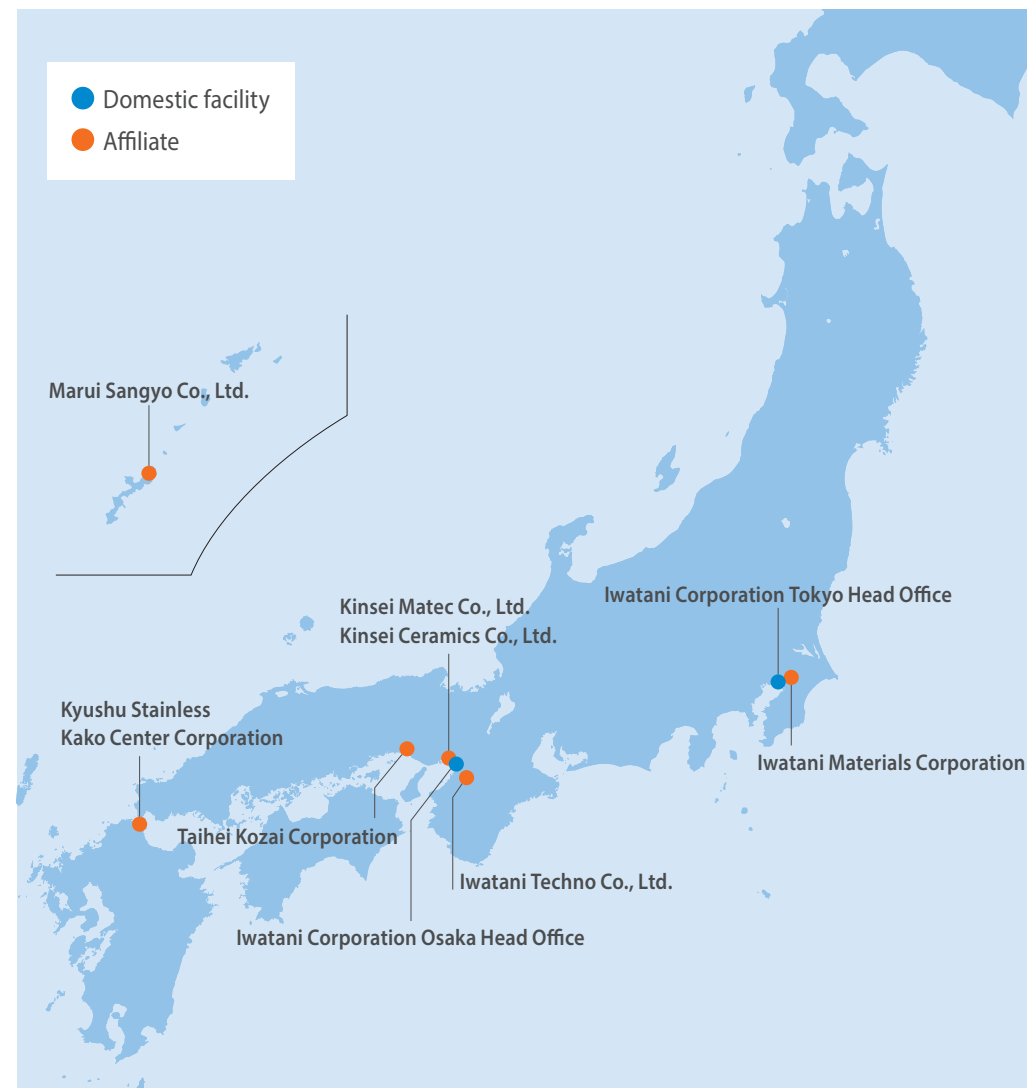 Domestic facility
Affiliate
Marui Sangyo Co., Ltd.
Iwatani Corporation Tokyo Head Office
Kinsei Matec Co., Ltd.
Kinsei Ceramics Co., Ltd.
Kyushu Stainless
Kako Center Corporation
Iwatani Materials Corporation
Taihei Kozai Corporation
Iwatani Techno Co., Ltd.
Iwatani Corporation Osaka Head Office